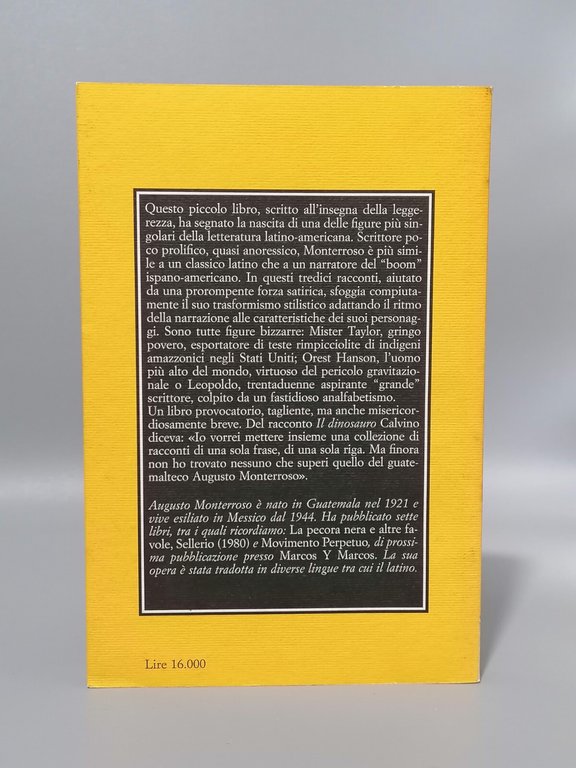 Questo piccolo libro, scritto all'insegna della legge-
rezza, ha segnato la nascita di una delle figure più sin-
golari della letteratura latino-americana. Scrittore po-
co prolifico, quasi anoressico, Monterroso è più simi-
le a un classico latino che a un narratore del "boom"
ispano-americano. In questi tredici racconti, aiutato
da una prorompente forza satirica, sfoggia compiuta-
mente il suo trasformismo stilistico adattando il ritmo
della narrazione alle caratteristiche dei suoi personag-
gi. Sono tutte figure bizzarre: Mister Taylor, gringo
povero, esportatore di teste rimpicciolite di indigeni
amazzonici negli Stati Uniti; Orest Hanson, l'uomo
più alto del mondo, virtuoso del pericolo gravitazio-
nale o Leopoldo, trentaduenne aspirante "grande"
scrittore, colpito da un fastidioso analfabetismo.
Un libro provocatorio, tagliente, ma anche misericor-
diosamente breve. Del racconto Il dinosauro Calvino
diceva: «Io vorrei mettere insieme una collezione di
racconti di una sola frase, di una sola riga. Ma finora
non ho trovato nessuno che superi quello del guate-
malteco Augusto Monterroso».
Augusto Monterroso è nato in Guatemala nel 1921 e
vive esiliato in Messico dal 1944. Ha pubblicato sette
libri, tra i quali ricordiamo: La pecora nera e altre fa-
vole, Sellerio (1980) e Movimento Perpetuo, di prossi-
ma pubblicazione presso Marcos Y Marcos. La sua
opera è stata tradotta in diverse lingue tra cui il latino.
Lire 16.000